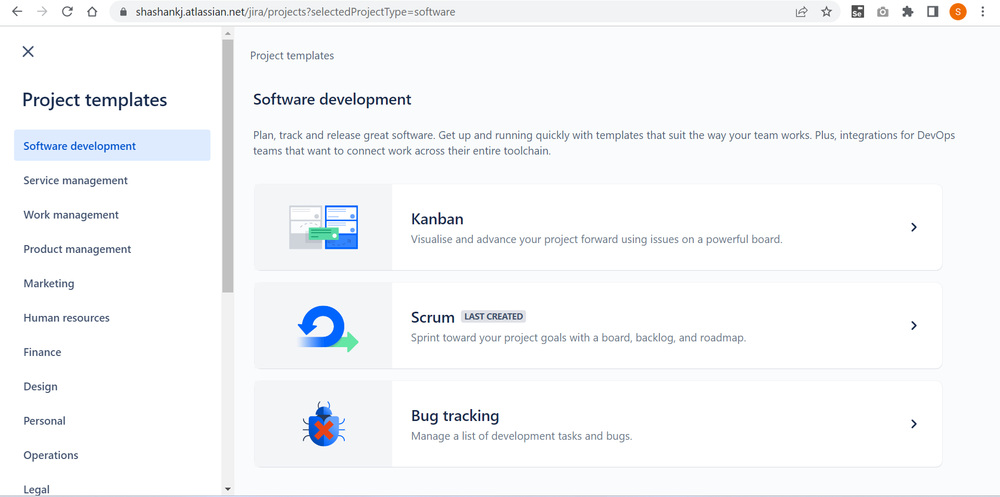 shashankj.atlassian.net/jira/projects?selectedProjectType=software
Se
S
Project templates
Software development
Service management
Work management
Product management
Marketing
Human resources
Finance
Design
Personal
Operations
Legal
Project templates
Software development
Plan, track and release great software. Get up and running quickly with templates that suit the way your team works. Plus, integrations for DevOps
teams that want to connect work across their entire toolchain.
Kanban
Visualise and advance your project forward using issues on a powerful board.
Scrum LAST CREATED
Sprint toward your project goals with a board, backlog, and roadmap.
Bug tracking
Manage a list of development tasks and bugs.